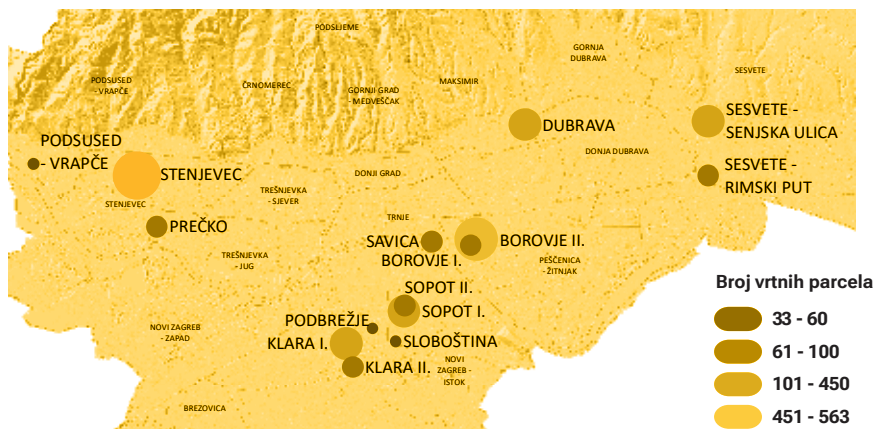 PODSLJEME
GORNJA
DUBRAVA
PODSUSED
- VRAPČE
ČRNOMEREC
GORNJI GRAD
- MEDVEŠČAK
MAKSIMIR
SESVETE
DUBRAVA
SESVETE -
SENJSKA ULICA
PODSUSED
- VRAPČE
STENJEVEC
DONJI GRAD
DONJA DUBRAVA
SESVETE -
RIMSKI PUT
STENJEVEC
TREŠNJEVKA
- SJEVER
PREČKO
TRNJE
SAVICA
BOROVJE II.
BOROVJE I.
TREŠNJEVKA
- JUG
PEŠČENICA
- ŽITNJAK
SOPOT II.
SOPOT I.
PODBREŽJE
NOVI ZAGREB
- ZAPAD
KLARA I.
SLOBOŠTINA
KLARA II.
NOVI
ZAGREB -
ISTOK
BREZOVICA
Broj vrtnih parcela
33 - 60
61 - 100
101 - 450
451 - 563